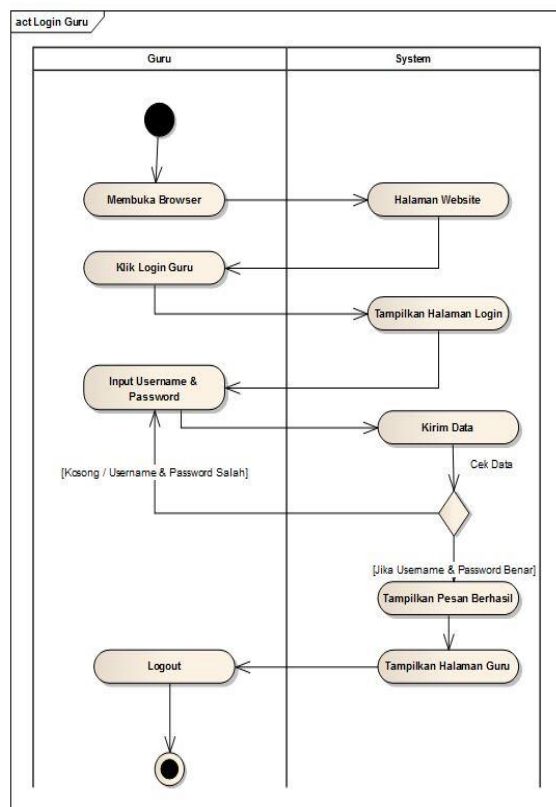 act Login Guru
Guru
System
Membuka Browser
Halaman Website
Klik Login Guru
Tampilkan Halaman Login
Input Username &
Password
Kirim Data
Cek Data
[Kosong / Username & Password Salah]
[Jika Username & Password Benar]
Tampilkan Pesan Berhasil
Tampilkan Halaman Guru
Logout